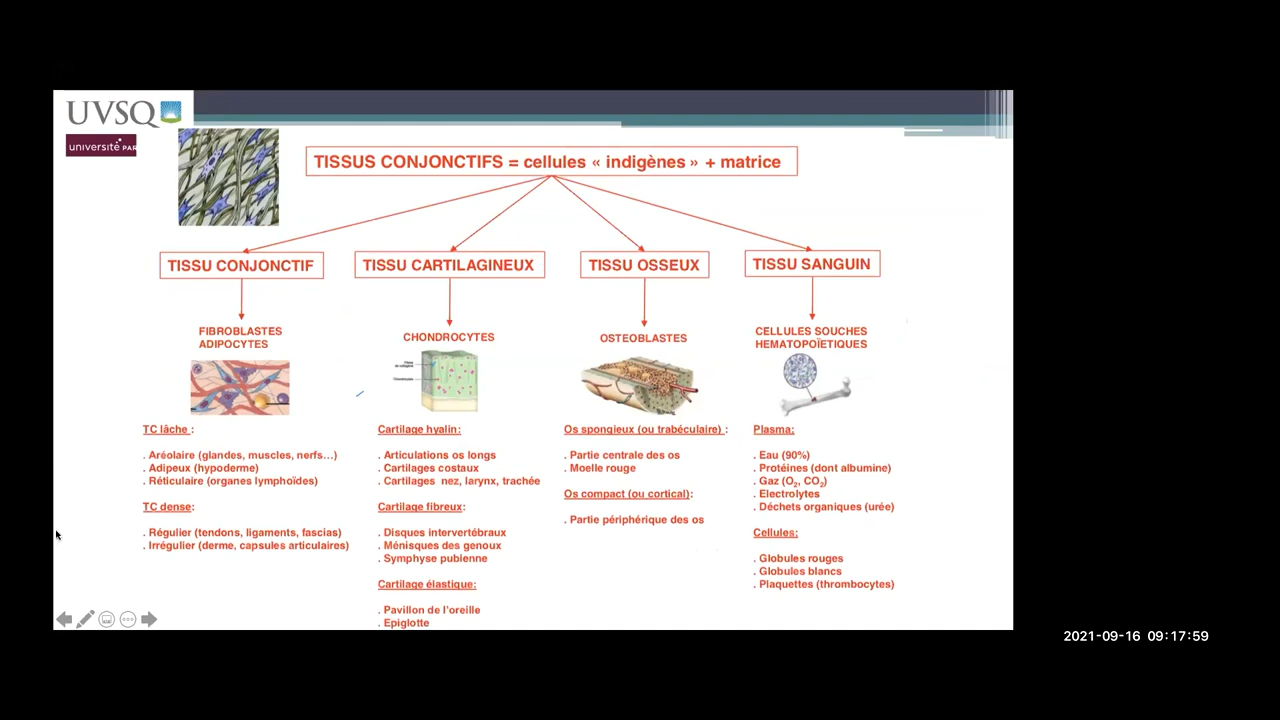 UVSQ
université PAR
TISSUS CONJONCTIFS = cellules « indigènes » + matrice
TISSU CONJONCTIF
TISSU CARTILAGINEUX
TISSU OSSEUX
TISSU SANGUIN
FIBROBLASTES
ADIPOCYTES
CHONDROCYTES
OSTEOBLASTES
CELLULES SOUCHES
HEMATOPOÏETIQUES
TC lâche :
. Aréolaire (glandes, muscles, nerfs…)
. Adipeux (hypoderme)
. Réticulaire (organes lymphoïdes)
TC dense:
. Régulier (tendons, ligaments, fascias)
. Irrégulier (derme, capsules articulaires)
Cartilage hyalin:
. Articulations os longs
. Cartilages costaux
. Cartilages nez, larynx, trachée
Cartilage fibreux:
. Disques intervertébraux
. Ménisques des genoux
. Symphyse pubienne
Cartilage élastique:
. Pavillon de l'oreille
. Epiglotte
Os spongieux (ou trabéculaire) :
. Partie centrale des os
. Moelle rouge
Os compact (ou cortical):
. Partie périphérique des os
Plasma:
. Eau (90%)
. Protéines (dont albumine)
. Gaz (O2, CO2)
. Electrolytes
. Déchets organiques (urée)
Cellules:
. Globules rouges
. Globules blancs
. Plaquettes (thrombocytes)
2021-09-16 09:17:59